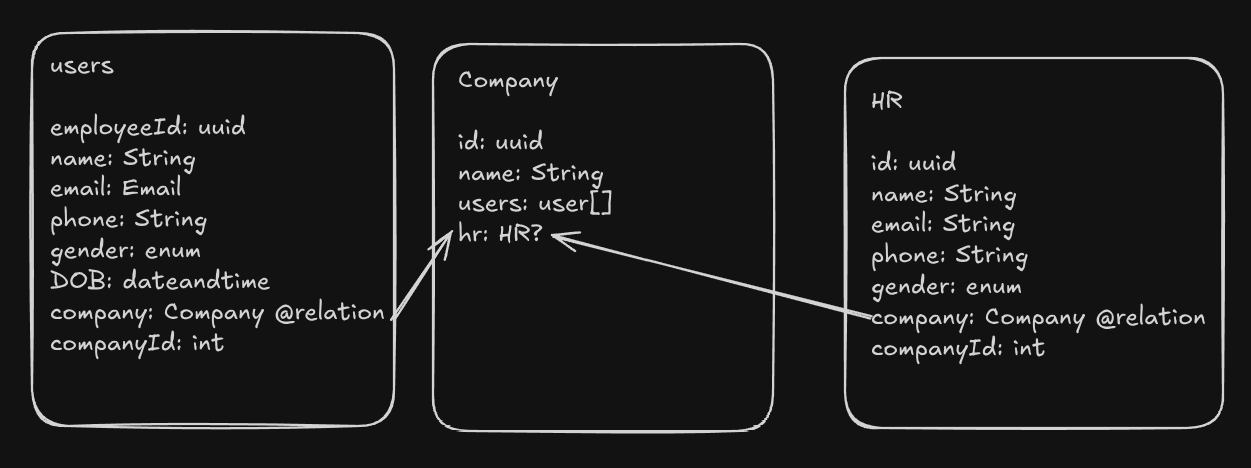 users
employeeId: uuid
name: String
email: Email
phone: String
gender: enum
DOB: dateandtime
company: Company @relation
companyId: int
Company
id: uuid
name: String
users: user[]
hr: HR?
HR
id: uuid
name: String
email: String
phone: String
gender: enum
company: Company @relation
companyId: int